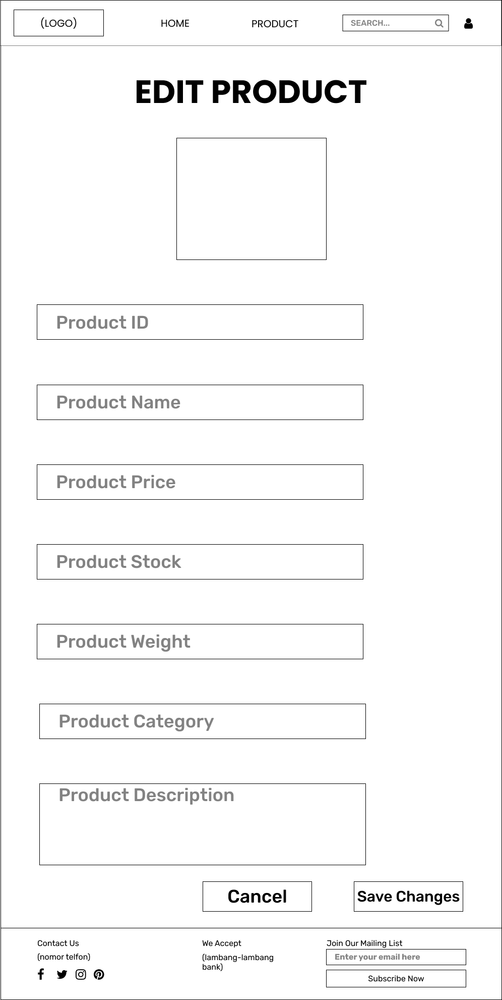 (LOGO)
HOME
PRODUCT
SEARCH...
EDIT PRODUCT
Product ID
Product Name
Product Price
Product Stock
Product Weight
Product Category
Product Description
Cancel
Save Changes
Contact Us
(nomor telfon)
We Accept
(lambang-lambang
bank)
Join Our Mailing List
Enter your email here
Subscribe Now